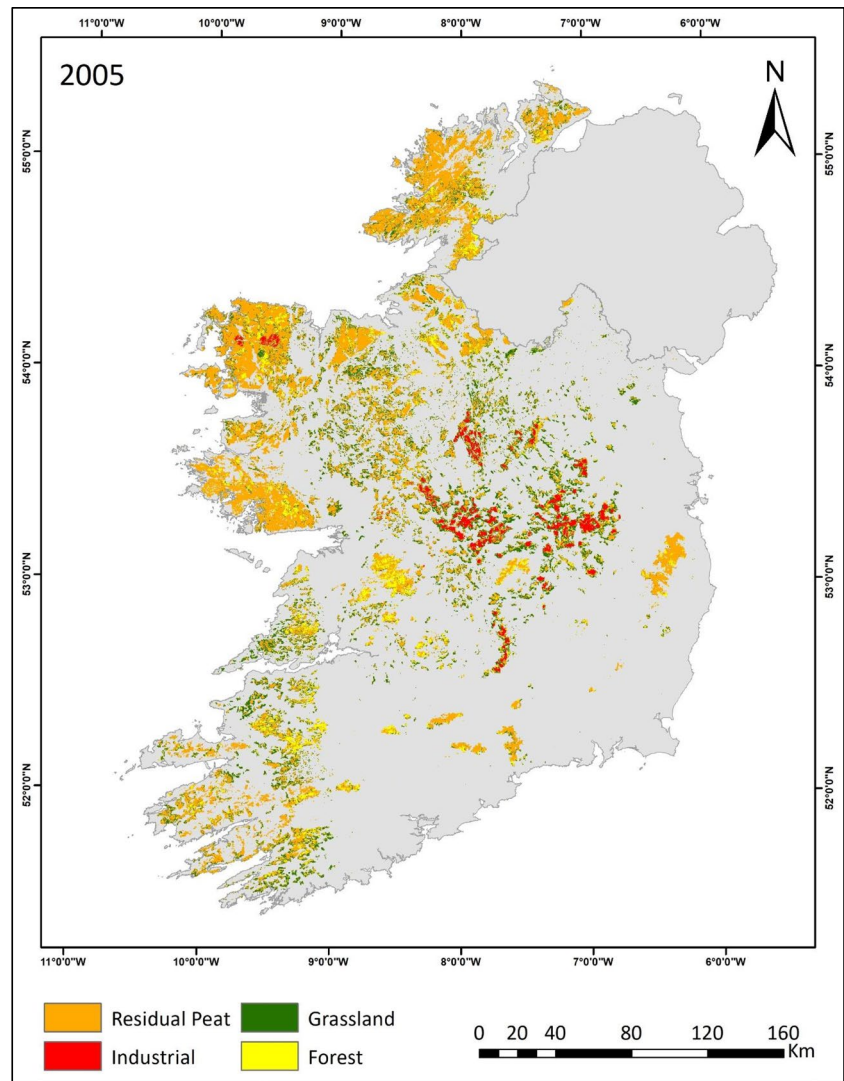 11°0'0"W 10°0'0"W 9°0'0"W 8°0'0"W 7°0'0"W 6°0'0"W
2005
N
55°0'0"N 55°0'0"N
54°0'0"N 54°0'0"N
53°0'0"N 53°0'0"N
52°0'0"N 52°0'0"N
11°0'0"W 10°0'0"W 9°0'0"W 8°0'0"W 7°0'0"W 6°0'0"W
Residual Peat Grassland
Industrial Forest
0 20 40 80 120 160
Km